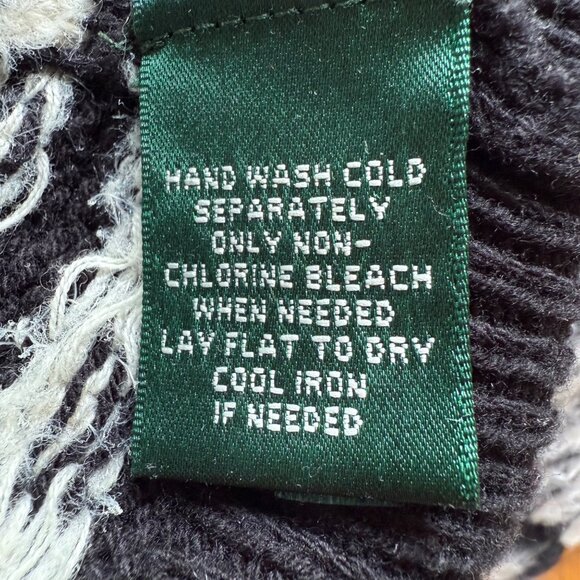 HAND WASH COLD
SEPARATELY
ONLY NON-
CHLORINE BLEACH
WHEN NEEDED
LAY FLAT TO DRY
COOL IRON
IF NEEDED